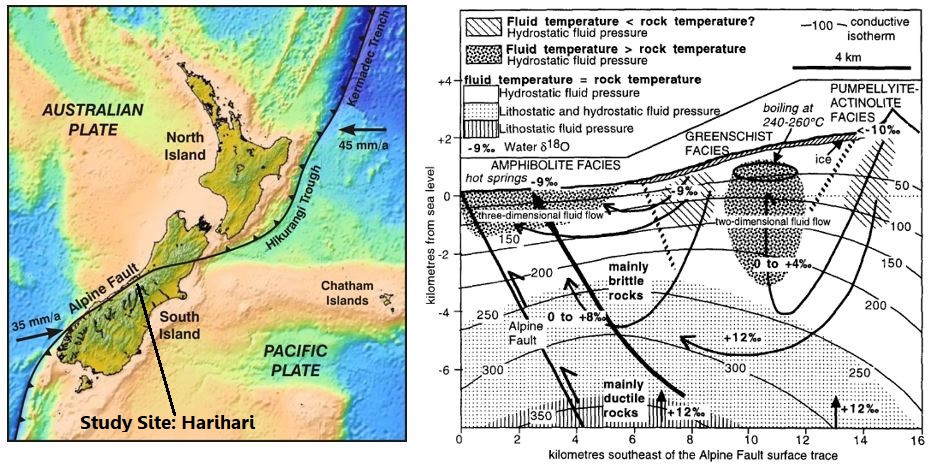 AUSTRALIAN
PLATE
North
Island
Kermadec Trench
45 mm/a
Hikurangi Trough
Alpine Fault
35 mm/a
South
Island
Chatham
Islands
PACIFIC
PLATE
Study Site: Harihari
Fluid temperature < rock temperature?
Hydrostatic fluid pressure
Fluid temperature > rock temperature
Hydrostatic fluid pressure
fluid temperature = rock temperature
Hydrostatic fluid pressure
Lithostatic and hydrostatic fluid pressure
Lithostatic fluid pressure
-9‰ Water δ18O
—100— conductive
isotherm
4 km
PUMPELLYITE-
ACTINOLITE
FACIES
<-10‰
boiling at
240-260°C
GREENSCHIST
FACIES
ice
AMPHIBOLITE FACIES
hot springs -9‰
-9‰
three-dimensional fluid flow
two-dimensional fluid flow
50
100
150
200
250
300
150
200
250
300
350
mainly
brittle
rocks
0 to +4‰
0 to +8‰
Alpine
Fault
+12‰
mainly
ductile
rocks
+12‰
+12‰
+4
+2
0
-2
-4
-6
kilometres from sea level
0 2 4 6 8 10 12 14 16
kilometres southeast of the Alpine Fault surface trace